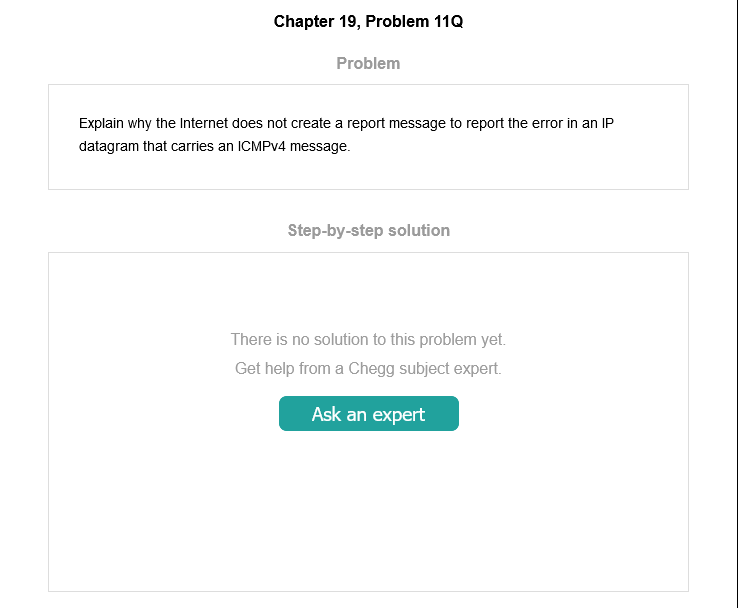 Chapter 19, Problem 11Q
Problem
Explain why the Internet does not create a report message to report the error in an IP
datagram that carries an ICMPv4 message.
Step-by-step solution
There is no solution to this problem yet.
Get help from a Chegg subject expert.
Ask an expert